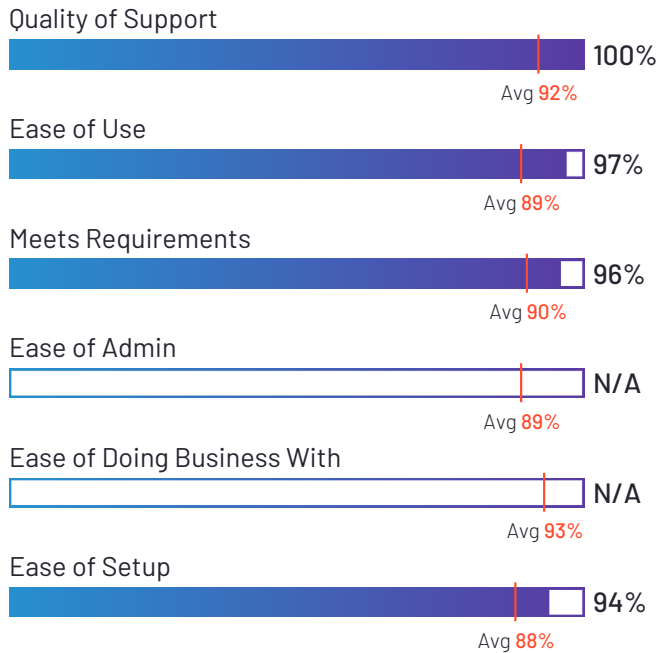 Quality of Support
100%
Avg 92%
Ease of Use
97%
Avg 89%
Meets Requirements
96%
Avg 90%
Ease of Admin
N/A
Avg 89%
Ease of Doing Business With
N/A
Avg 93%
Ease of Setup
94%
Avg 88%